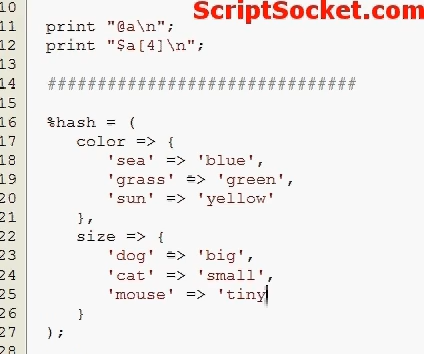 ScriptSocket.com
10
11 print "@a\n";
12 print "$a[4]\n";
13
14 ###############################
15
16 %hash = (
17 color => {
18 'sea' => 'blue',
19 'grass' => 'green',
20 'sun' => 'yellow'
21 },
22 size => {
23 'dog' => 'big',
24 'cat' => 'small',
25 'mouse' => 'tiny
26 }
27 );
28